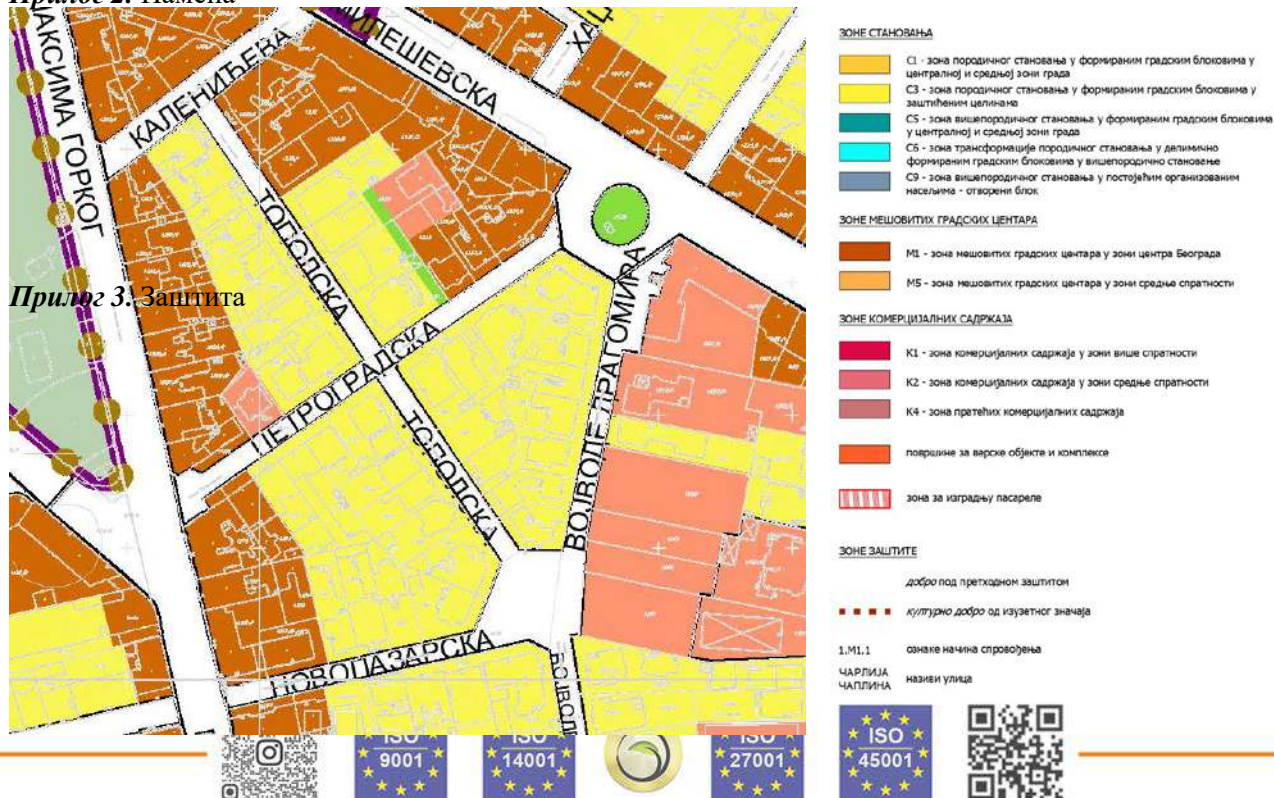 Прилог 2. Намена
МАКСИМА ГОРКОГ
КАЛЕНИЋЕВА
МИЛЕШЕВСКА
ТОПОЛСКА
Прилог 3. Заштита
ПЕТРОГРАДСКА
ТОПОЛСКА
ВОЈВОДЕ ДРАГОМИРА
НОВОПАЗАРСКА
ЗОНЕ СТАНОВАЊА
С1 - зона породичног становања у формираним градским блоковима у
централној и средњој зони града
С3 - зона породичног становања у формираним градским блоковима у
заштићеним целинама
С5 - зона вишепородичног становања у формираним градским блоковима
у централној и средњој зони града
С6 - зона трансформације породичног становања у делимично
формираним градским блоковима у вишепородично становање
С9 - зона вишепородичног становања у постојећим организованим
насељима - отворени блок
ЗОНЕ МЕШОВИТИХ ГРАДСКИХ ЦЕНТАРА
М1 - зона мешовитих градских центара у зони центра Београда
М5 - зона мешовитих градских центара у зони средње спратности
ЗОНЕ КОМЕРЦИЈАЛНИХ САДРЖАЈА
К1 - зона комерцијалних садржаја у зони више спратности
К2 - зона комерцијалних садржаја у зони средње спратности
К4 - зона пратећих комерцијалних садржаја
површине за верске објекте и комплексе
зона за изградњу пасареле
ЗОНЕ ЗАШТИТЕ
добро под претходном заштитом
културно добро од изузетног значаја
1.М1.1 ознаке начина спровођења
ЧАРЛИЈА
ЧАПЛИНА називи улица
ISO 9001
ISO 14001
ISO 27001
ISO 45001